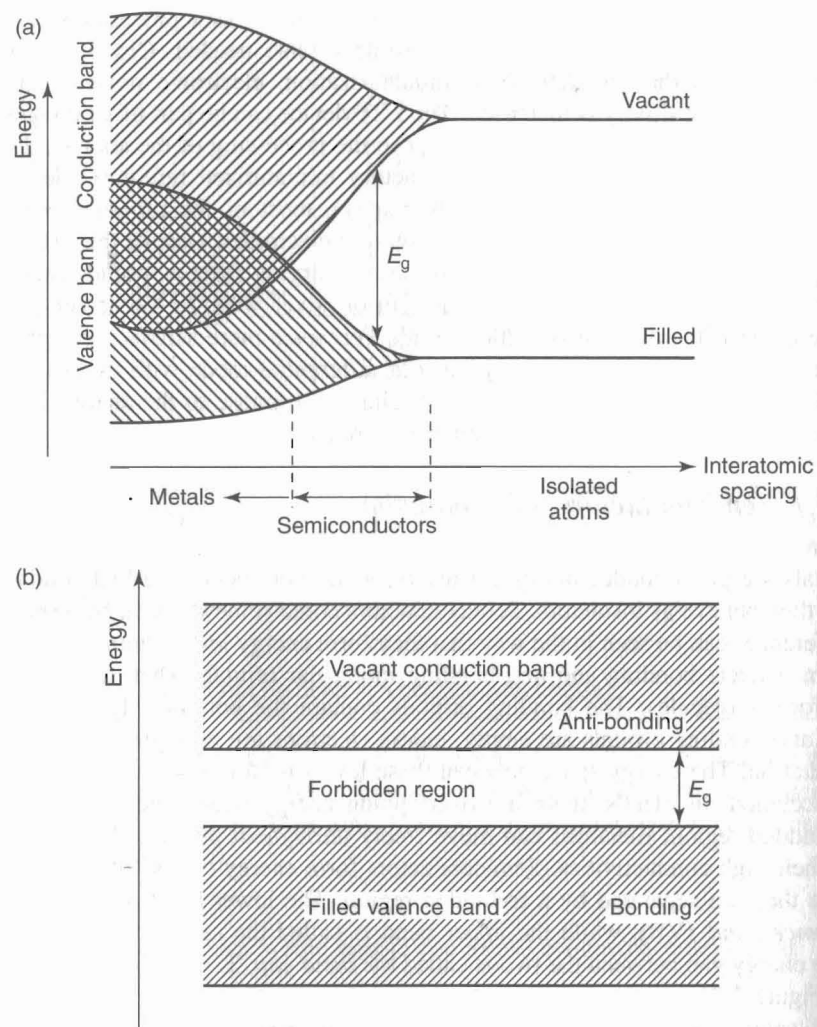 (a)
Energy
Conduction band
Valence band
Vacant
E_g
Filled
Interatomic
spacing
Metals
Semiconductors
Isolated
atoms
(b)
Energy
Vacant conduction band
Anti-bonding
Forbidden region
E_g
Filled valence band
Bonding